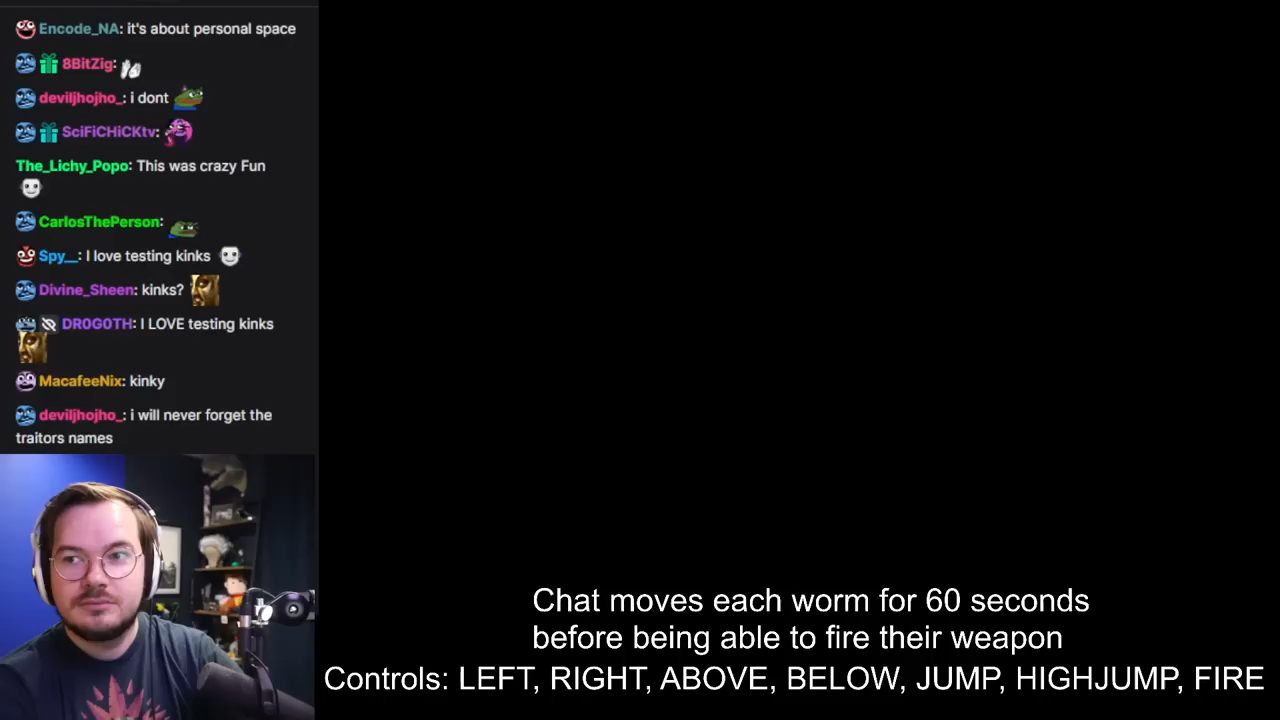 Encode_NA: it's about personal space
8BitZig:
deviljhojho_: i dont
SciFiCHiCKtv:
The_Lichy_Popo: This was crazy Fun
CarlosThePerson:
Spy__: I love testing kinks
Divine_Sheen: kinks?
DR0G0TH: I LOVE testing kinks
MacafeeNix: kinky
deviljhojho_: i will never forget the
traitors names
Chat moves each worm for 60 seconds
before being able to fire their weapon
Controls: LEFT, RIGHT, ABOVE, BELOW, JUMP, HIGHJUMP, FIRE